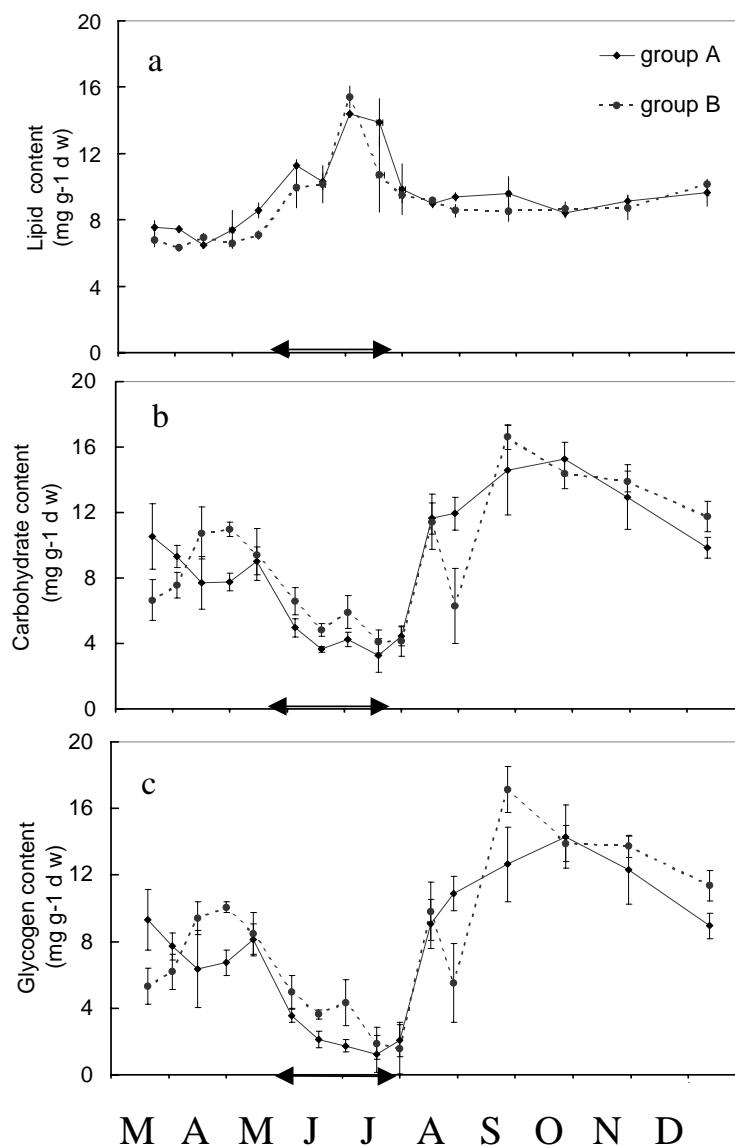 20
a
group A
16
group B
12
8
4
0
Lipid content
(mg g-1 d w)
20
b
16
12
8
4
0
Carbohydrate content
(mg g-1 d w)
20
c
16
12
8
4
0
Glycogen content
(mg g-1 d w)
M A M J J A S O N D